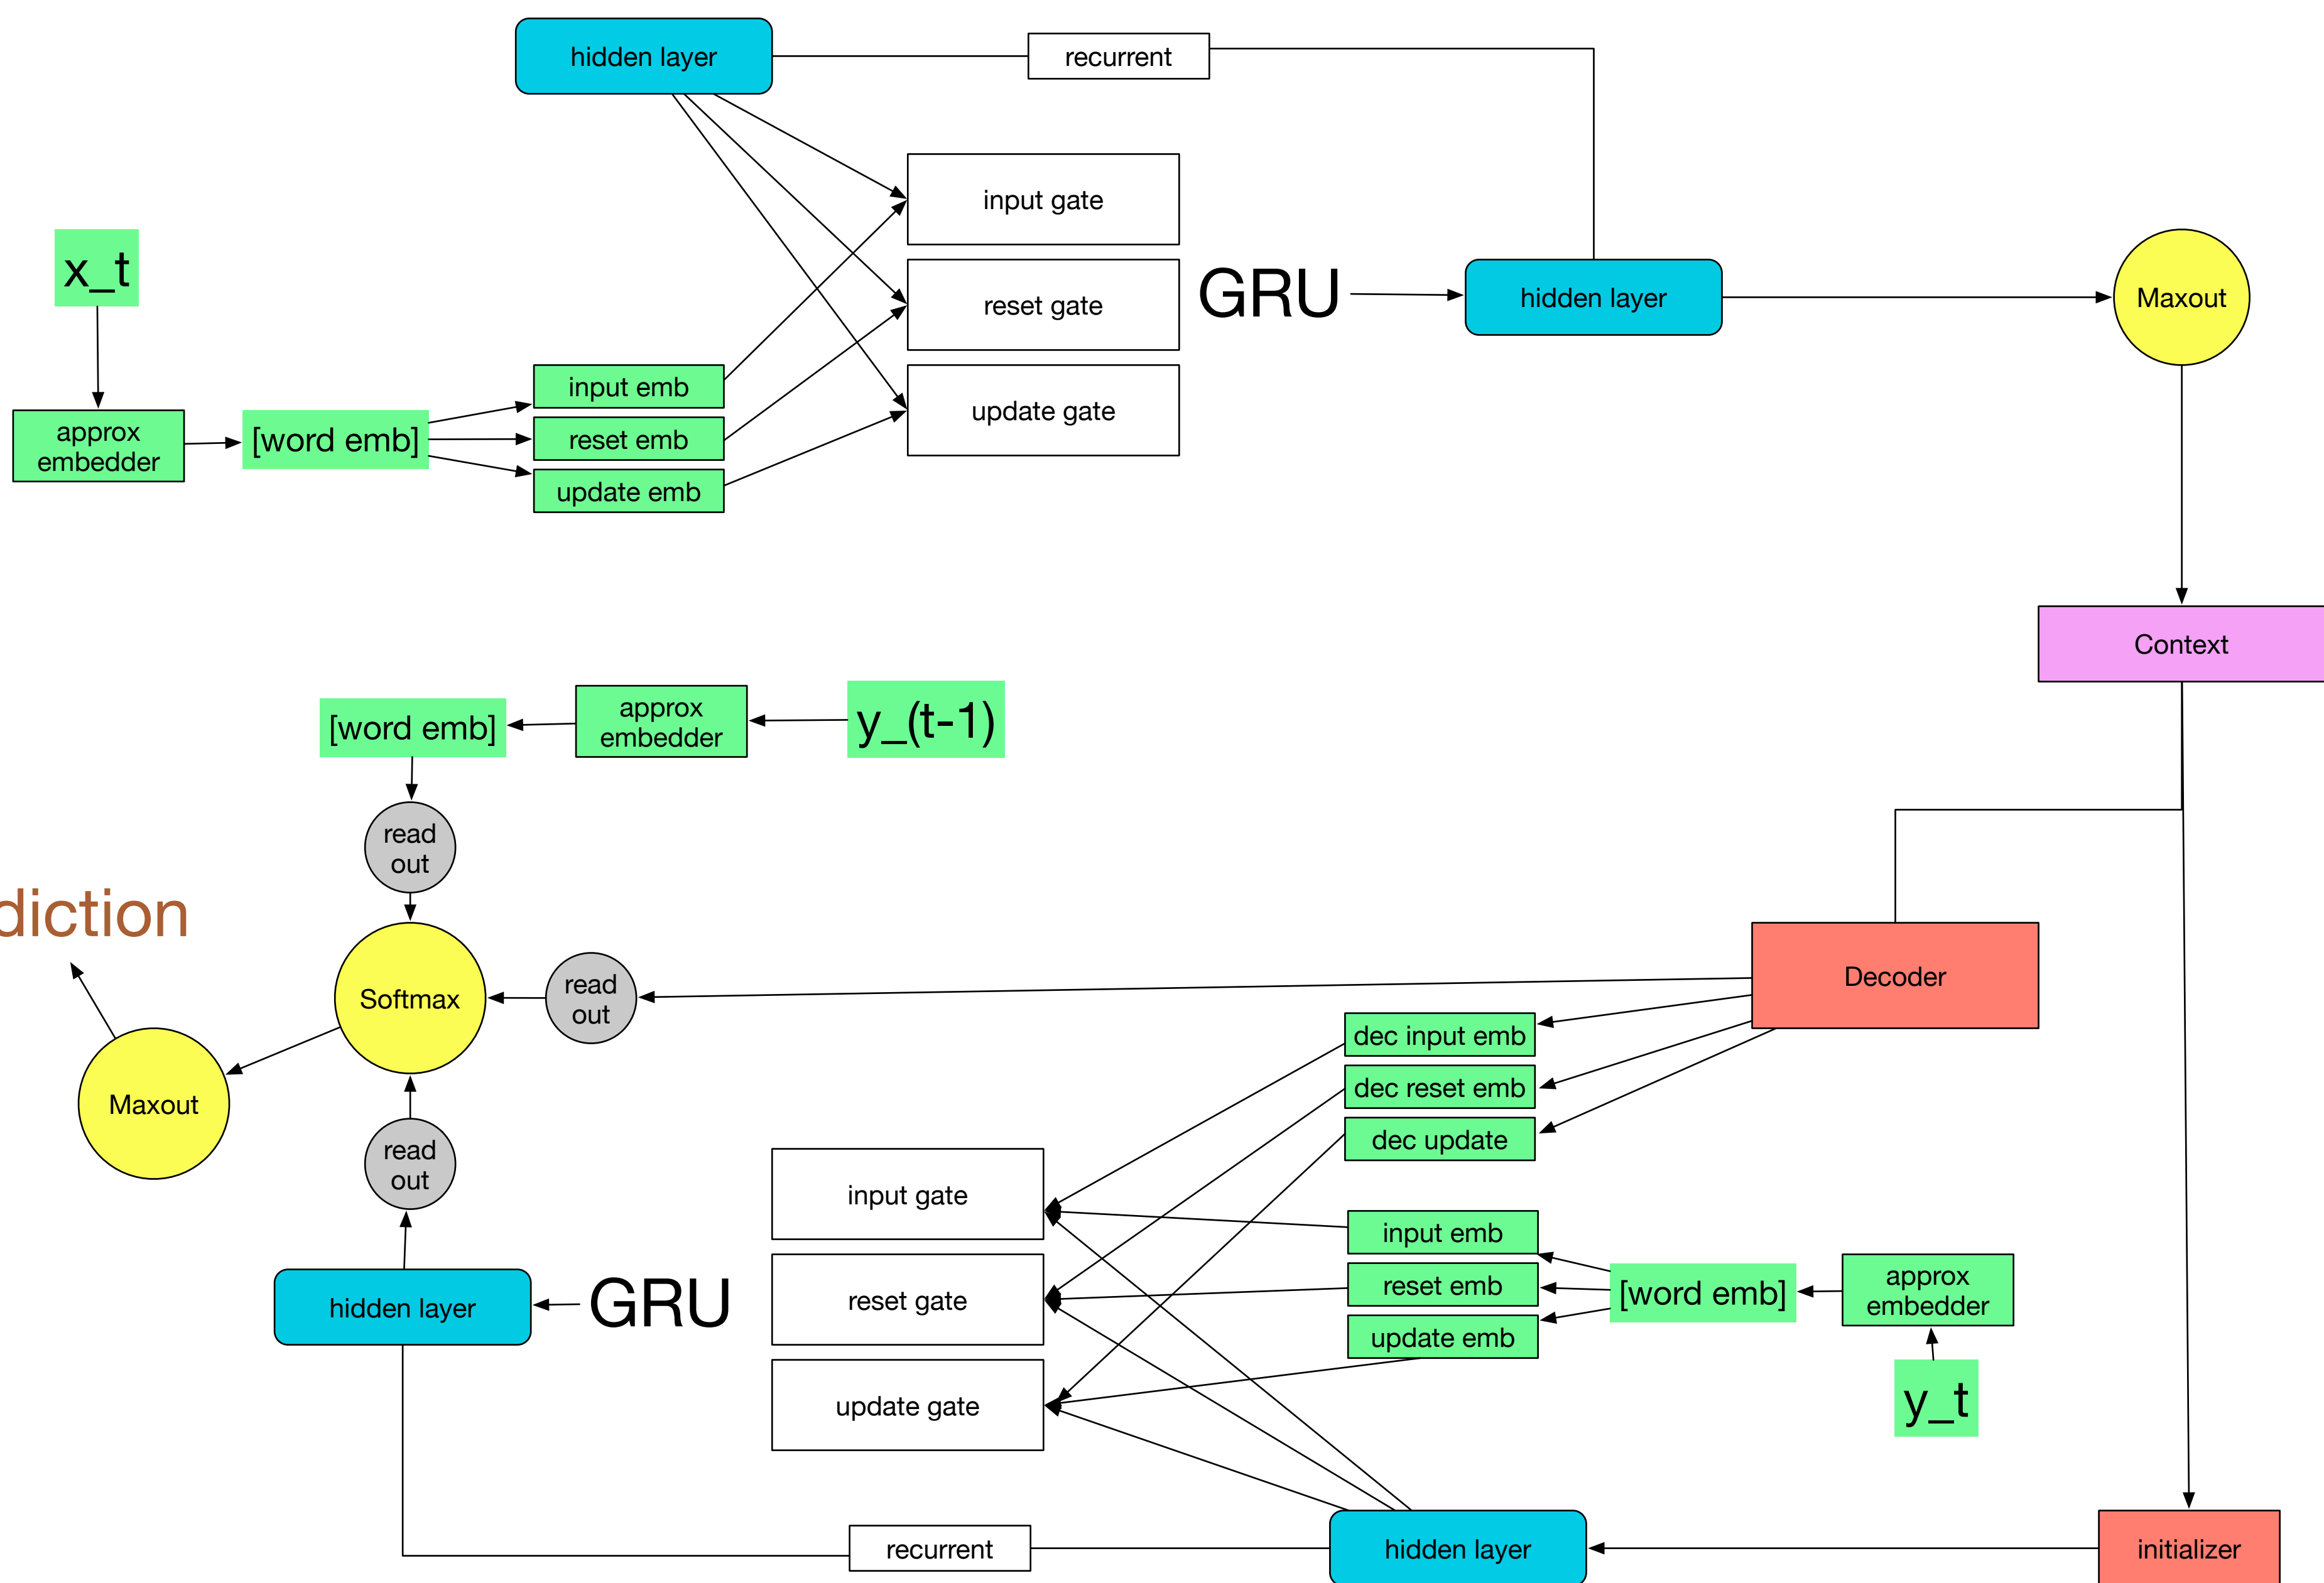 hidden layer
recurrent
input gate
x_t
reset gate
GRU
hidden layer
Maxout
input emb
update gate
approx
embedder
[word emb]
reset emb
update emb
Context
[word emb]
approx
embedder
y_(t-1)
read
out
diction
Softmax
read
out
Decoder
dec input emb
dec reset emb
Maxout
dec update
read
out
input gate
input emb
hidden layer
GRU
reset gate
reset emb
[word emb]
approx
embedder
update emb
update gate
y_t
recurrent
hidden layer
initializer